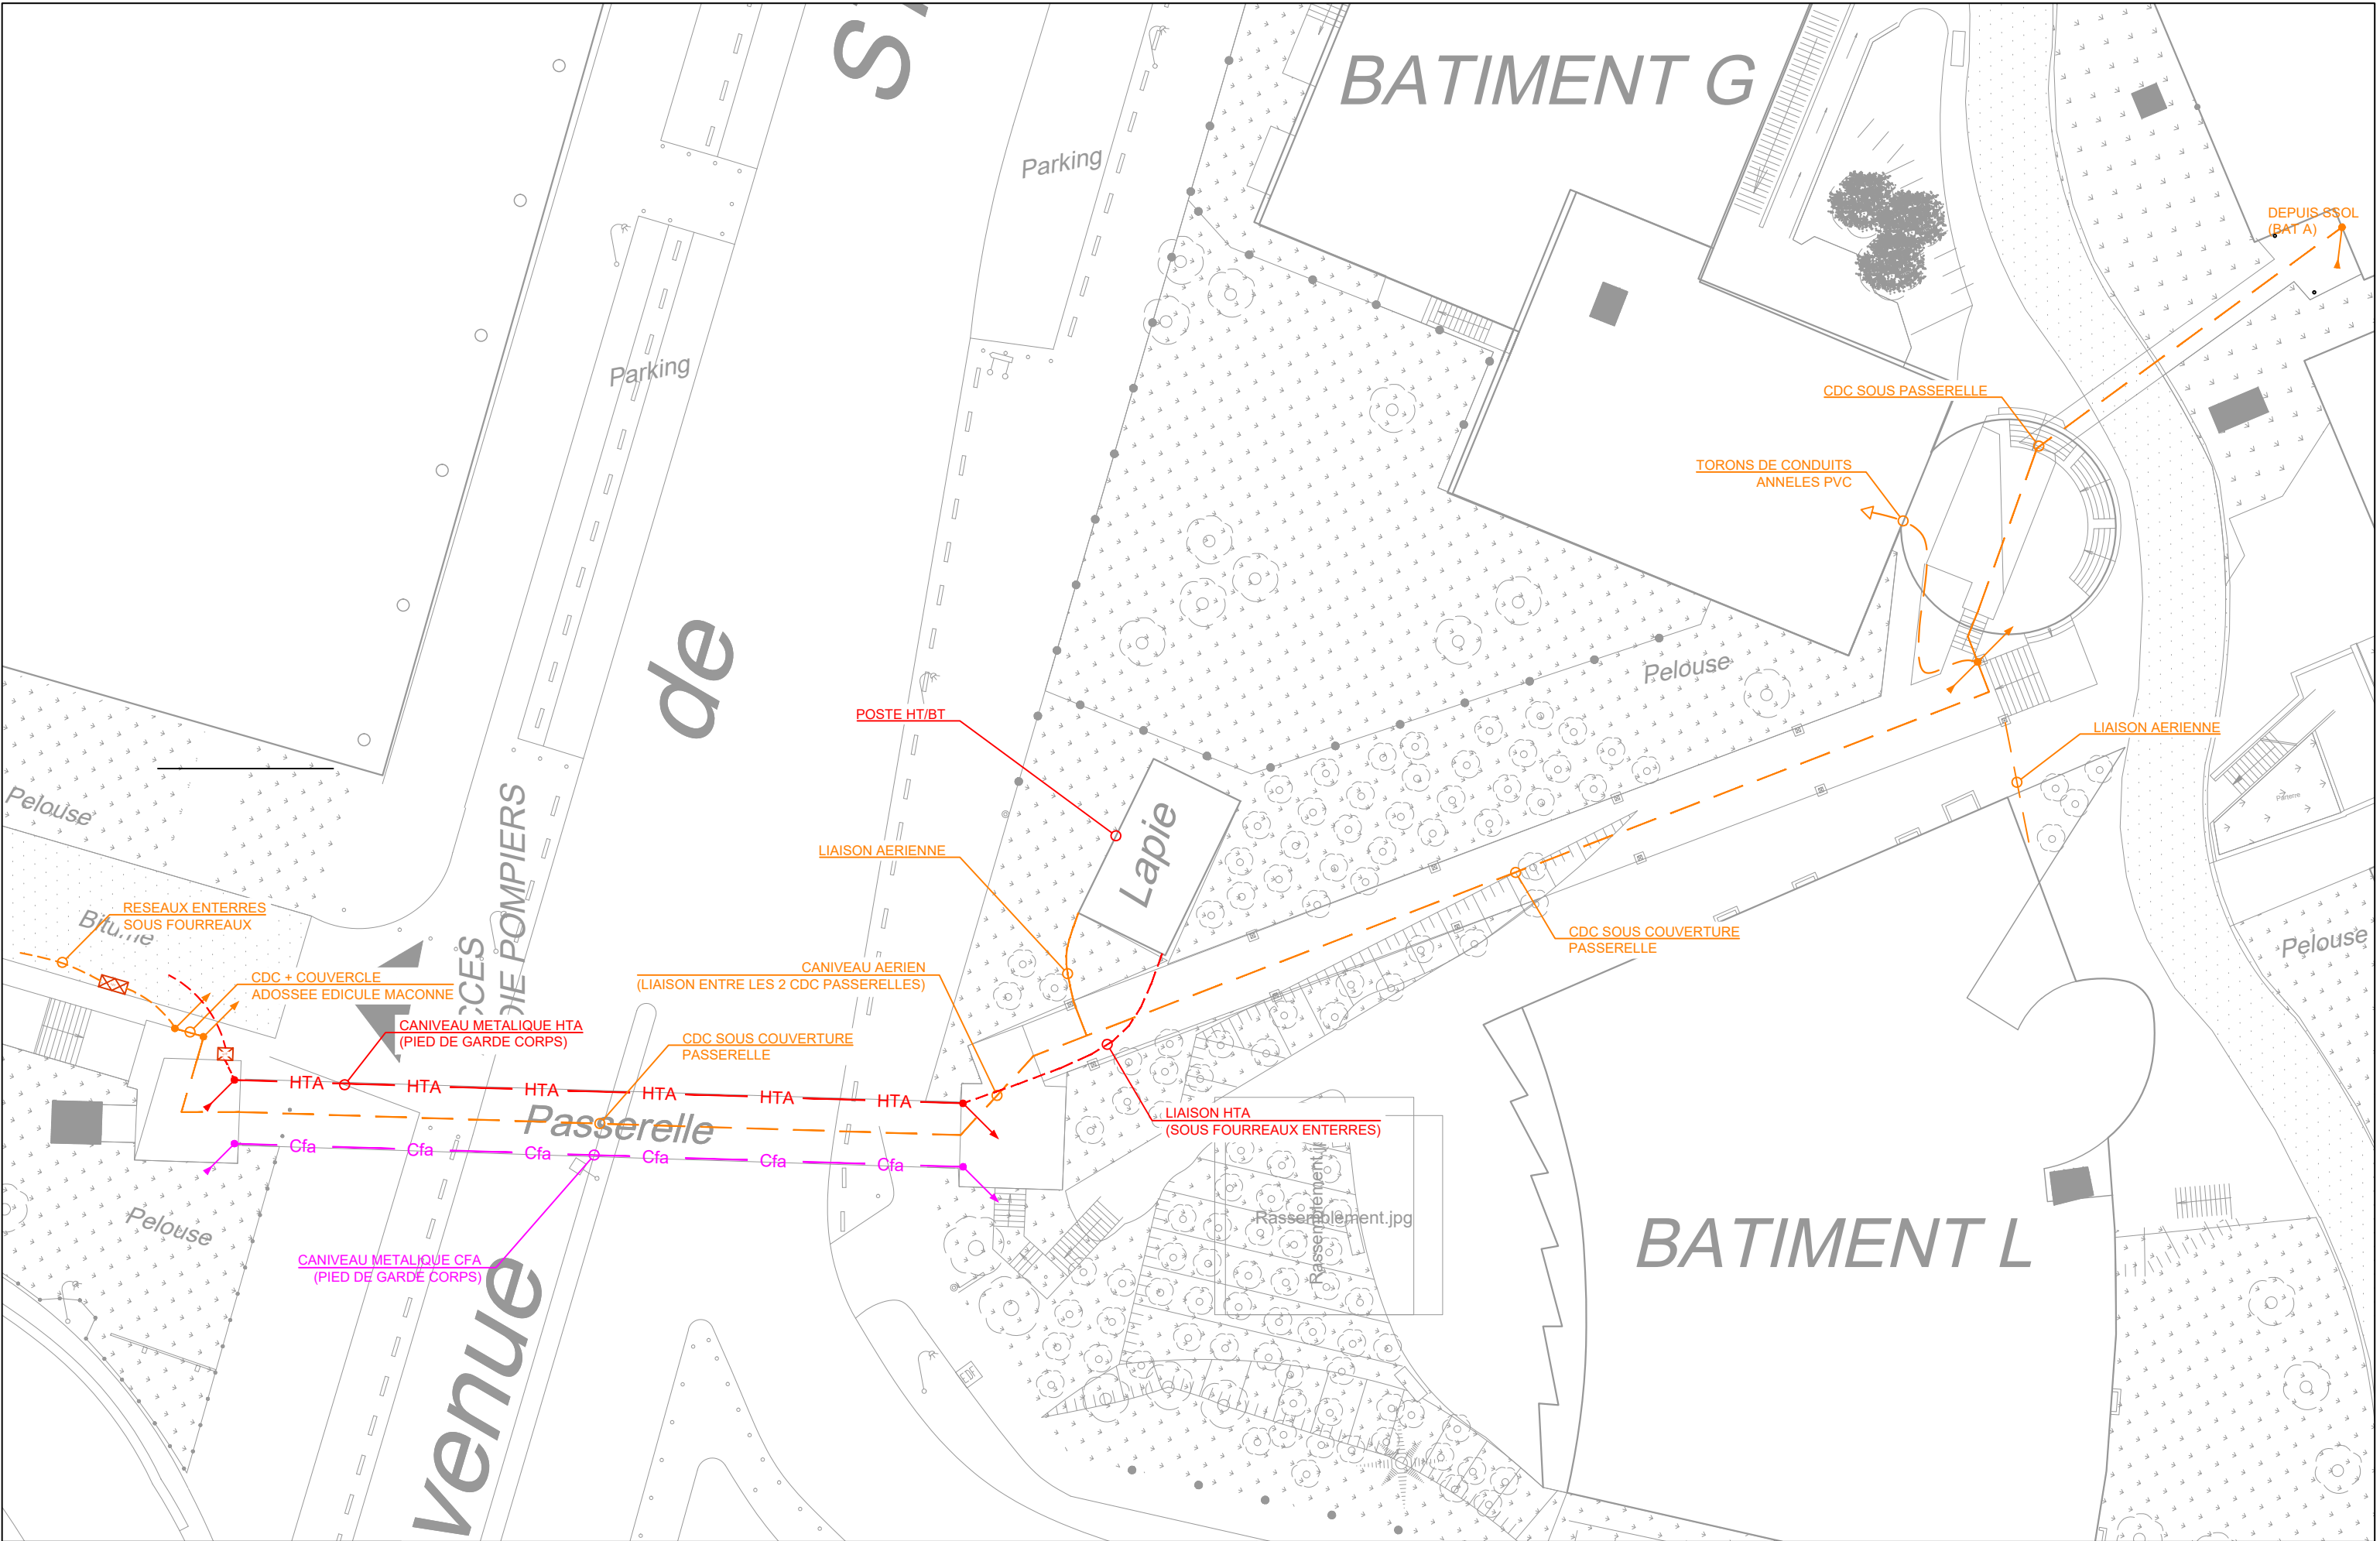 BATIMENT G
Parking
DEPUIS SSOL
(BAT A)
Parking
CDC SOUS PASSERELLE
TORONS DE CONDUITS
ANNELES PVC
de
Pelouse
POSTE HT/BT
LIAISON AERIENNE
Pelouse
Parterre
Lapie
LIAISON AERIENNE
POMPIERS
RESEAUX ENTERRES
SOUS FOURREAUX
Bitume
CDC SOUS COUVERTURE
PASSERELLE
Pelouse
CANIVEAU AERIEN
(LIAISON ENTRE LES 2 CDC PASSERELLES)
CDC + COUVERCLE
ADOSSEE EDICULE MACONNE
CANIVEAU METALIQUE HTA
(PIED DE GARDE CORPS)
CDC SOUS COUVERTURE
PASSERELLE
HTA HTA HTA HTA HTA HTA
Passerelle
LIAISON HTA
(SOUS FOURREAUX ENTERRES)
Cfa Cfa Cfa Cfa Cfa Cfa
Pelouse
Rassemblement.jpg
BATIMENT L
CANIVEAU METALIQUE CFA
(PIED DE GARDE CORPS)
venue
EDF